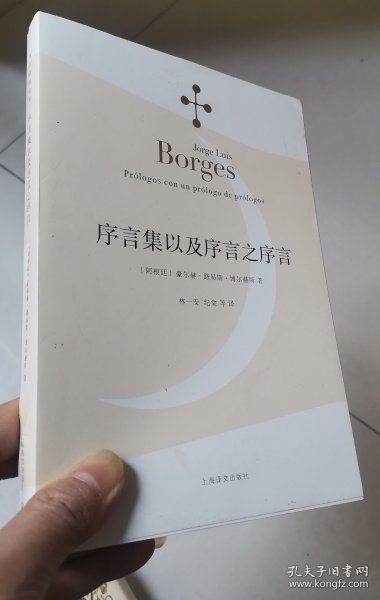 Jorge Luis
Borges
Prólogos con un prólogo de prólogos
序言集以及序言之序言
［阿根廷］豪尔赫·路易斯·博尔赫斯 著
林一安 纪棠 等 译
上海译文出版社
孔夫子旧书网
www.kongfz.com